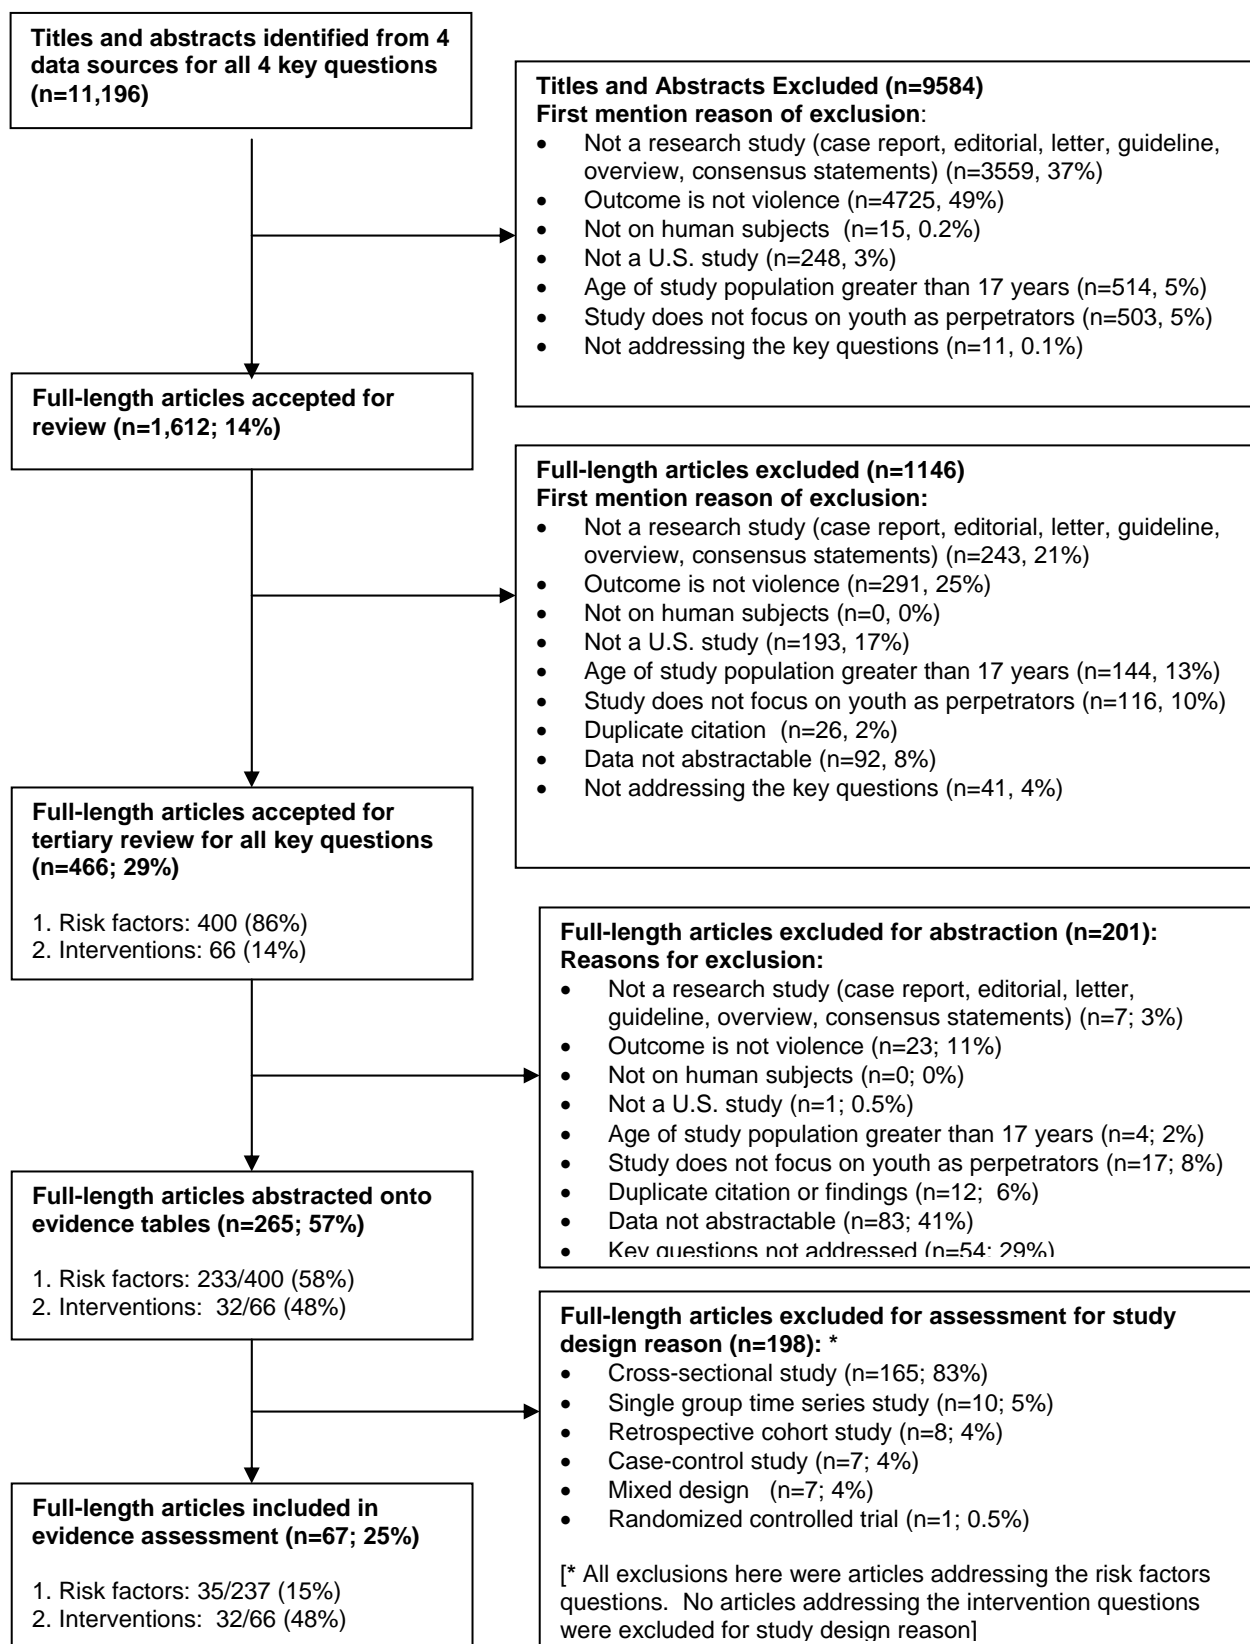 Titles and abstracts identified from 4
data sources for all 4 key questions
(n=11,196)
Titles and Abstracts Excluded (n=9584)
First mention reason of exclusion:
• Not a research study (case report, editorial, letter, guideline,
overview, consensus statements) (n=3559, 37%)
• Outcome is not violence (n=4725, 49%)
• Not on human subjects (n=15, 0.2%)
• Not a U.S. study (n=248, 3%)
• Age of study population greater than 17 years (n=514, 5%)
• Study does not focus on youth as perpetrators (n=503, 5%)
• Not addressing the key questions (n=11, 0.1%)
Full-length articles accepted for
review (n=1,612; 14%)
Full-length articles excluded (n=1146)
First mention reason of exclusion:
• Not a research study (case report, editorial, letter, guideline,
overview, consensus statements) (n=243, 21%)
• Outcome is not violence (n=291, 25%)
• Not on human subjects (n=0, 0%)
• Not a U.S. study (n=193, 17%)
• Age of study population greater than 17 years (n=144, 13%)
• Study does not focus on youth as perpetrators (n=116, 10%)
• Duplicate citation (n=26, 2%)
• Data not abstractable (n=92, 8%)
• Not addressing the key questions (n=41, 4%)
Full-length articles accepted for
tertiary review for all key questions
(n=466; 29%)
1. Risk factors: 400 (86%)
2. Interventions: 66 (14%)
Full-length articles excluded for abstraction (n=201):
Reasons for exclusion:
• Not a research study (case report, editorial, letter,
guideline, overview, consensus statements) (n=7; 3%)
• Outcome is not violence (n=23; 11%)
• Not on human subjects (n=0; 0%)
• Not a U.S. study (n=1; 0.5%)
• Age of study population greater than 17 years (n=4; 2%)
• Study does not focus on youth as perpetrators (n=17; 8%)
• Duplicate citation or findings (n=12; 6%)
• Data not abstractable (n=83; 41%)
• Key questions not addressed (n=54; 29%)
Full-length articles abstracted onto
evidence tables (n=265; 57%)
1. Risk factors: 233/400 (58%)
2. Interventions: 32/66 (48%)
Full-length articles excluded for assessment for study
design reason (n=198): *
• Cross-sectional study (n=165; 83%)
• Single group time series study (n=10; 5%)
• Retrospective cohort study (n=8; 4%)
• Case-control study (n=7; 4%)
• Mixed design (n=7; 4%)
• Randomized controlled trial (n=1; 0.5%)
[* All exclusions here were articles addressing the risk factors
questions. No articles addressing the intervention questions
were excluded for study design reason]
Full-length articles included in
evidence assessment (n=67; 25%)
1. Risk factors: 35/237 (15%)
2. Interventions: 32/66 (48%)